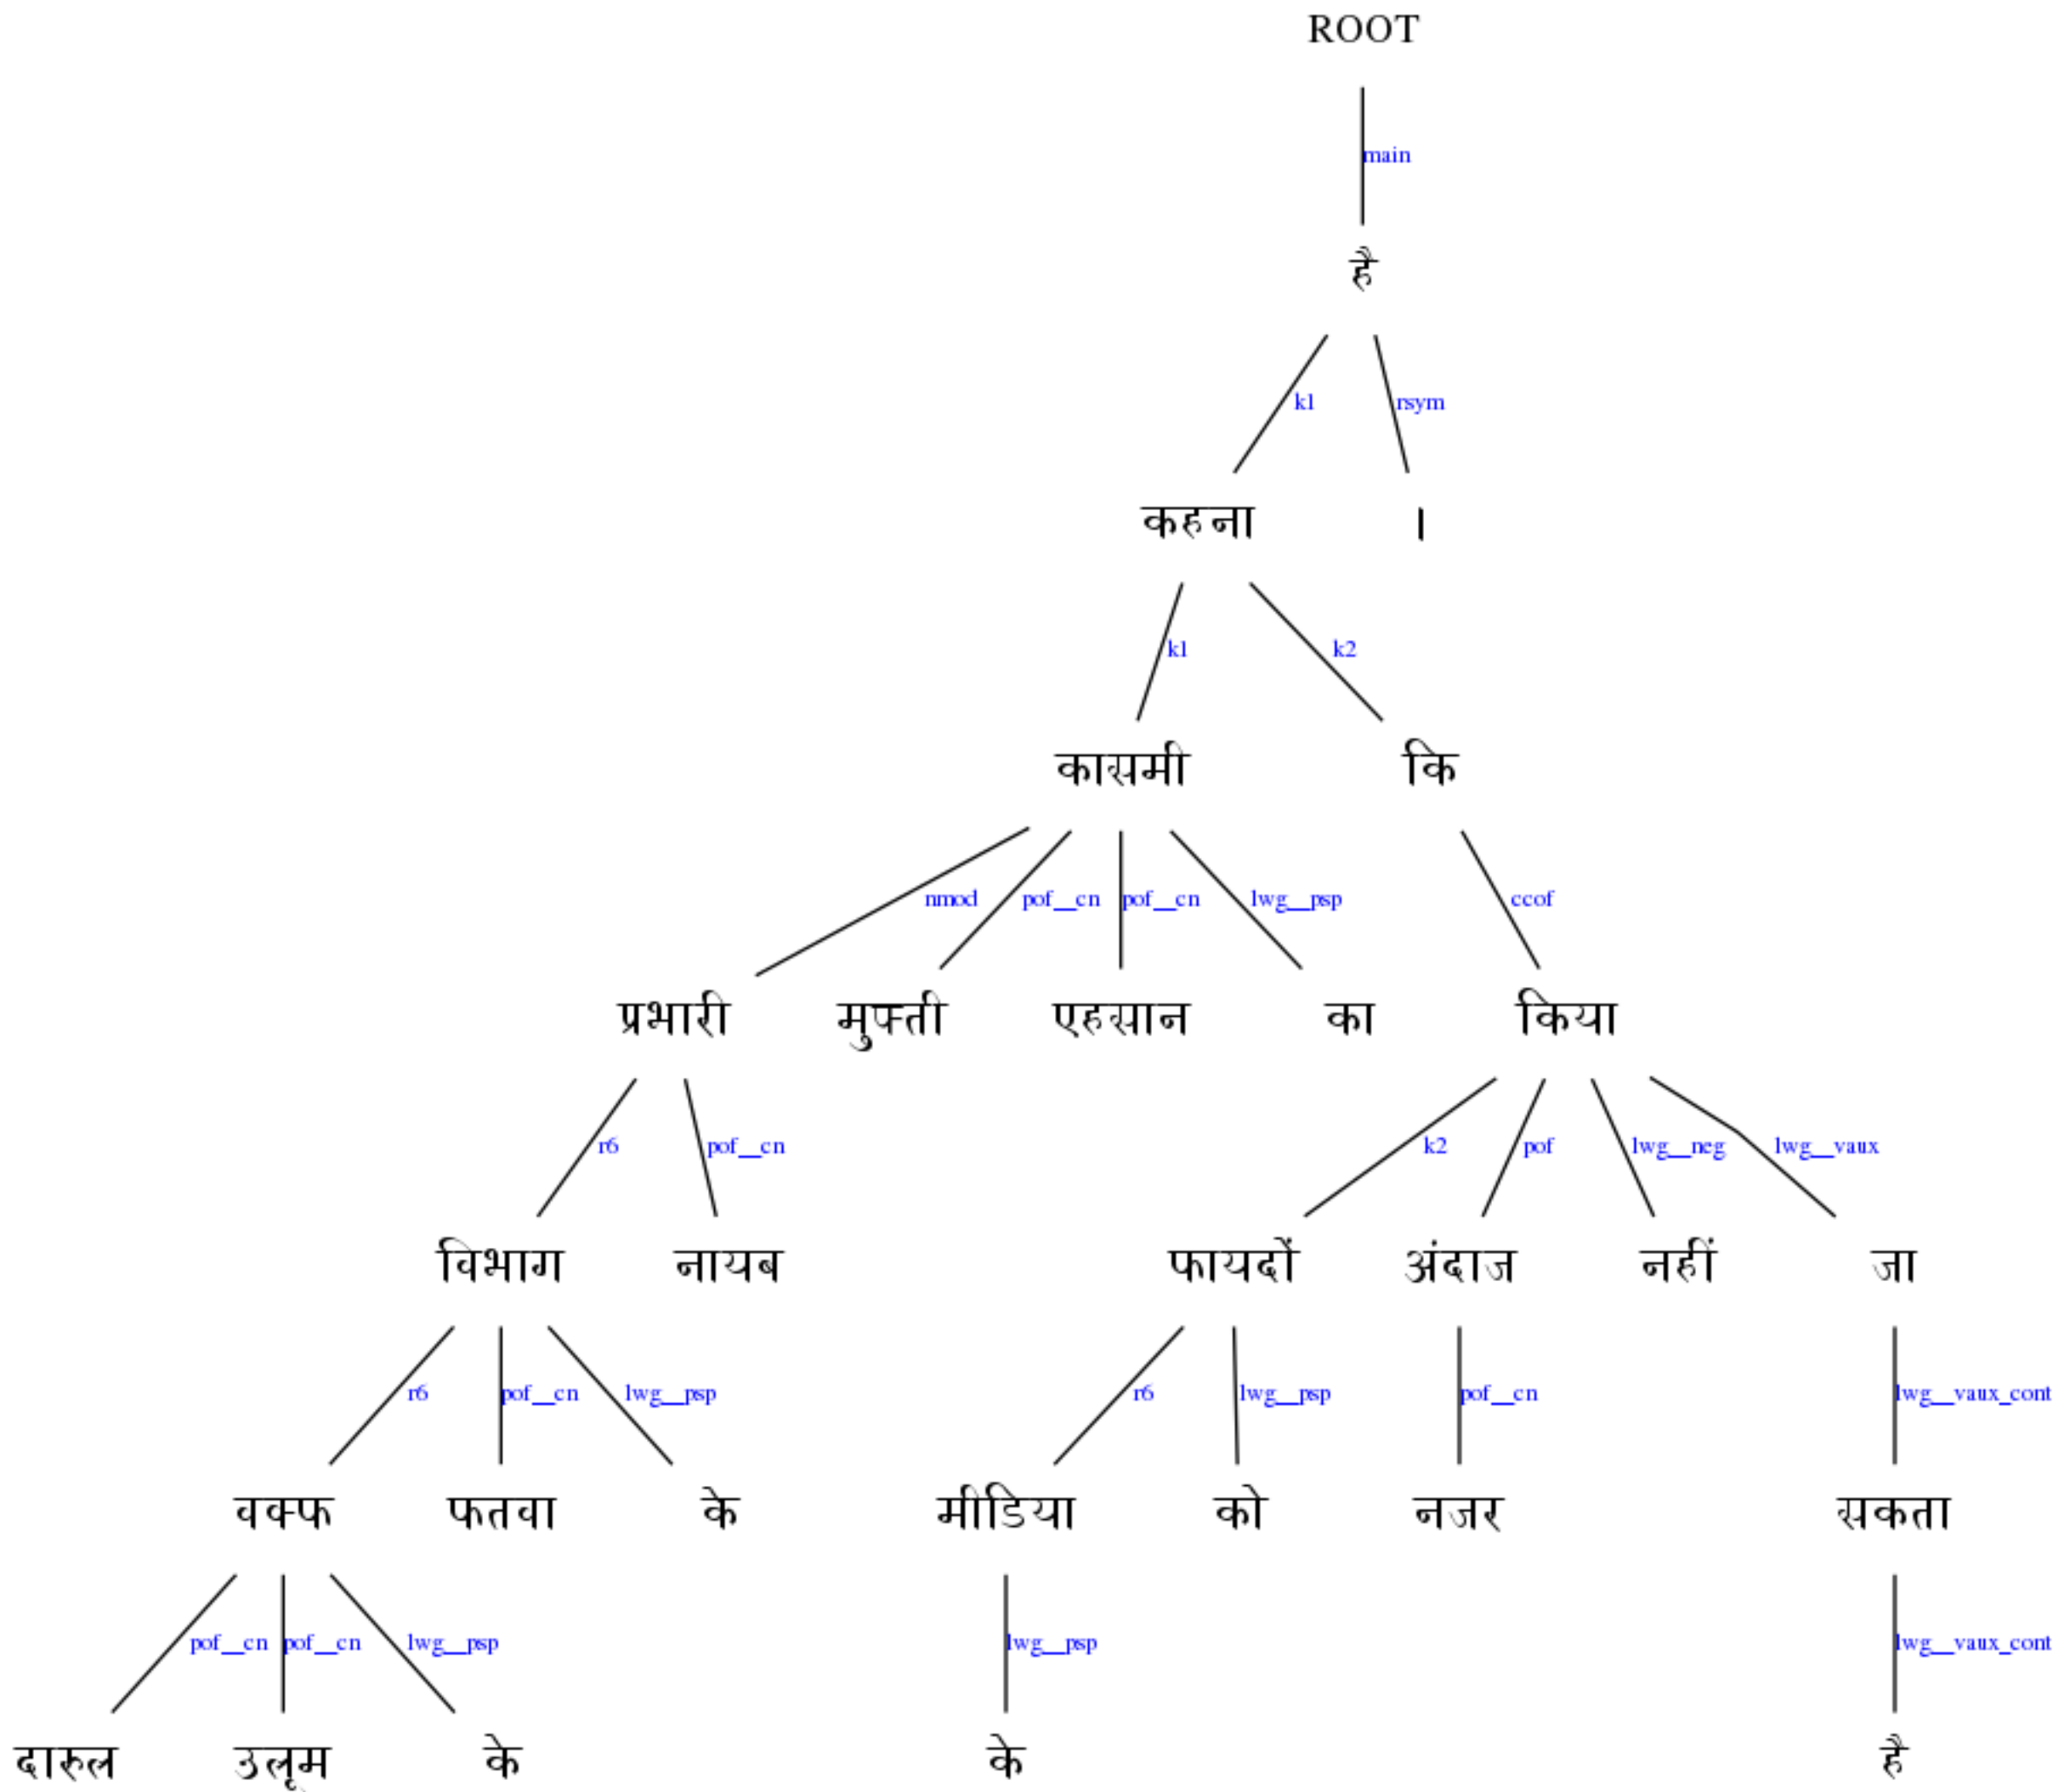 ROOT
main
है
k1 rsym
कहना ।
k1 k2
कासमी कि
nmod pof__cn pof__cn lwg__psp ccof
प्रभारी मुफ्ती एहसान का किया
r6 pof__cn k2 pof lwg__neg lwg__vaux
विभाग नायब फायदों अंदाज नहीं जा
r6 pof__cn lwg__psp r6 lwg__psp pof__cn lwg__vaux_cont
वक्फ फतवा के मीडिया को नजर सकता
pof__cn pof__cn lwg__psp lwg__psp lwg__vaux_cont
दारुल उलूम के के है